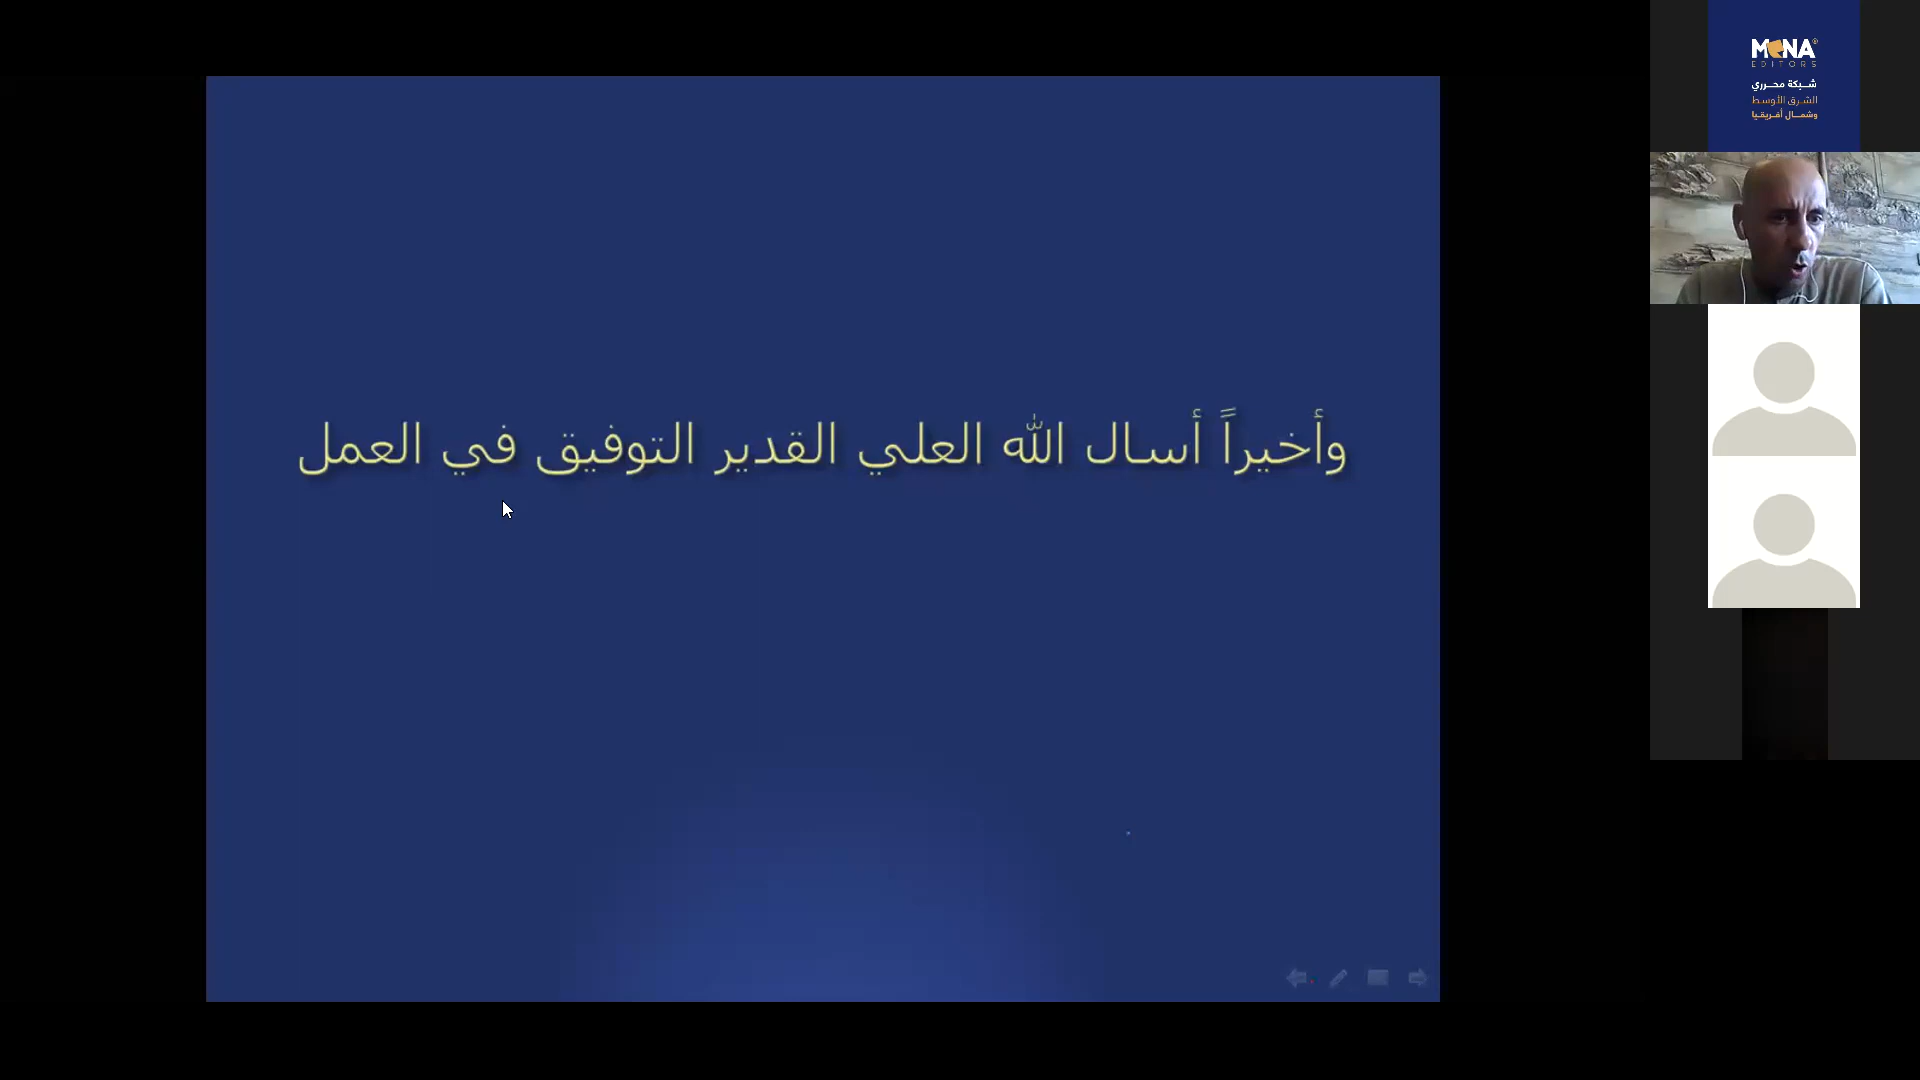 MENA
EDITORS
شبكة محرري
الشرق الأوسط
وشمال أفريقيا
وأخيراً أسال الله العلي القدير التوفيق في العمل